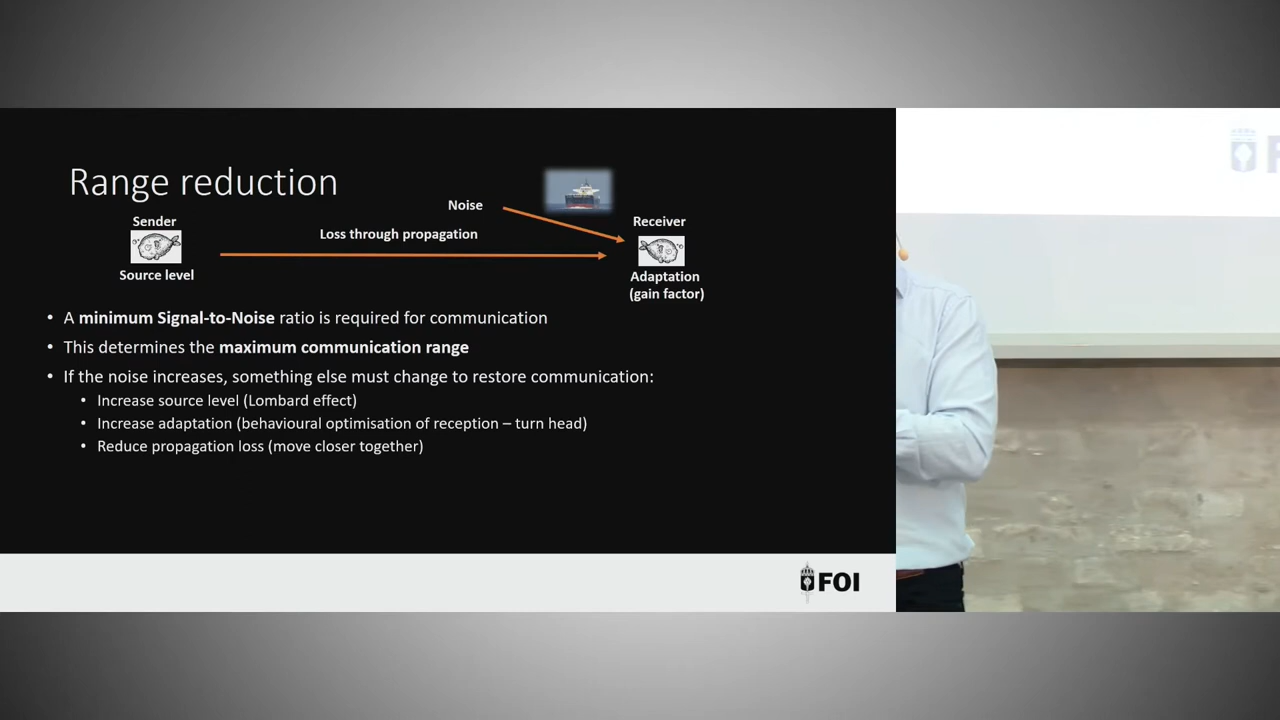 Range reduction
Noise
Sender
Receiver
Loss through propagation
Source level
Adaptation
(gain factor)
• A minimum Signal-to-Noise ratio is required for communication
• This determines the maximum communication range
• If the noise increases, something else must change to restore communication:
• Increase source level (Lombard effect)
• Increase adaptation (behavioural optimisation of reception – turn head)
• Reduce propagation loss (move closer together)
FOI